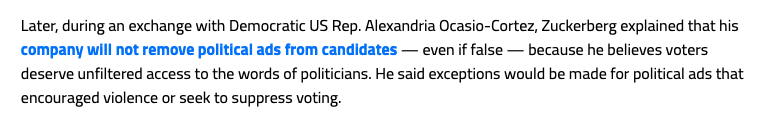 Later, during an exchange with Democratic US Rep. Alexandria Ocasio-Cortez, Zuckerberg explained that his
company will not remove political ads from candidates — even if false — because he believes voters
deserve unfiltered access to the words of politicians. He said exceptions would be made for political ads that
encouraged violence or seek to suppress voting.